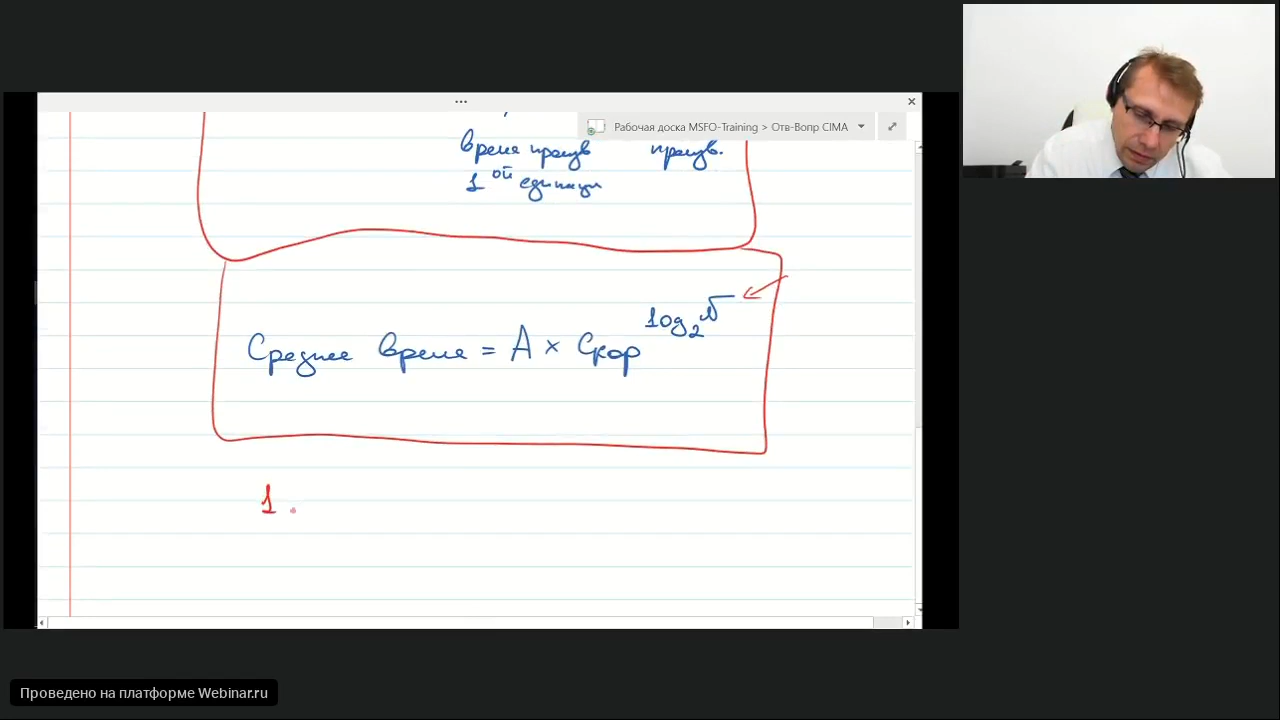 Рабочая доска MSFO-Training > Отв-Вопр CIMA
время произв произв.
1 ой единицы
log₂N
Среднее время = A × Скор
1
Проведено на платформе Webinar.ru